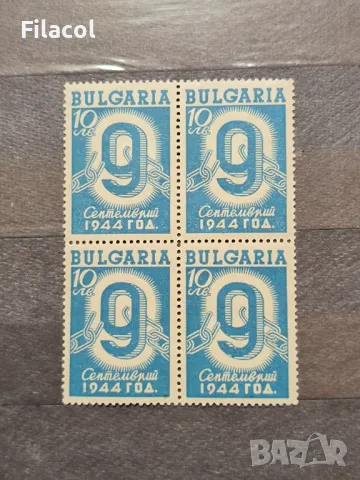 Filacol
BULGARIA
10
лв.
9
Септемврий
1944 ГОД.
BULGARIA
10
лв.
9
Септемврий
1944 ГОД.
BULGARIA
10
лв.
9
Септемврий
1944 ГОД.
BULGARIA
10
лв.
9
Септемврий
1944 ГОД.
BAZAR